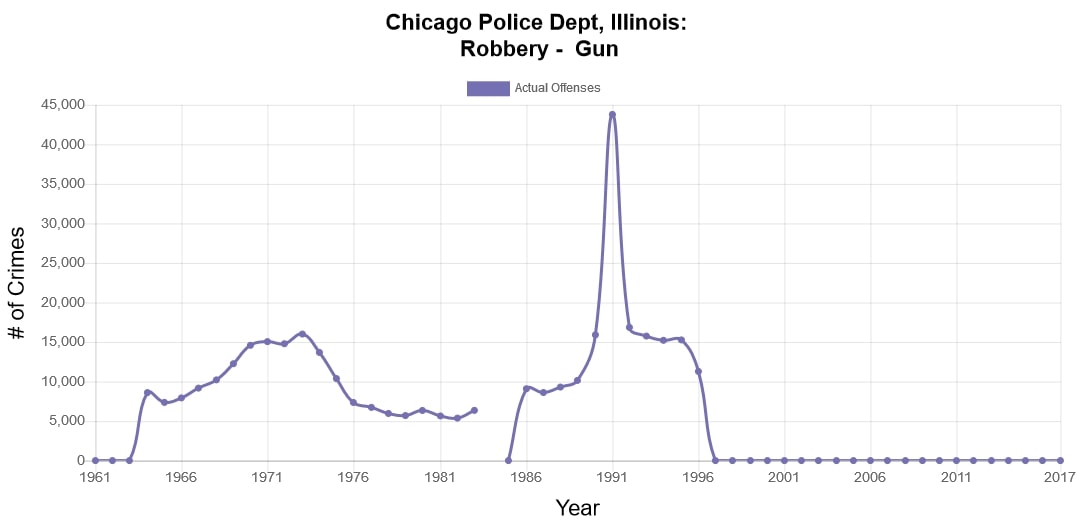 Chicago Police Dept, Illinois:
Robbery -  Gun
Actual Offenses
45,000
40,000
35,000
30,000
25,000
20,000
15,000
10,000
5,000
0
# of Crimes
1961 1966 1971 1976 1981 1986 1991 1996 2001 2006 2011 2017
Year